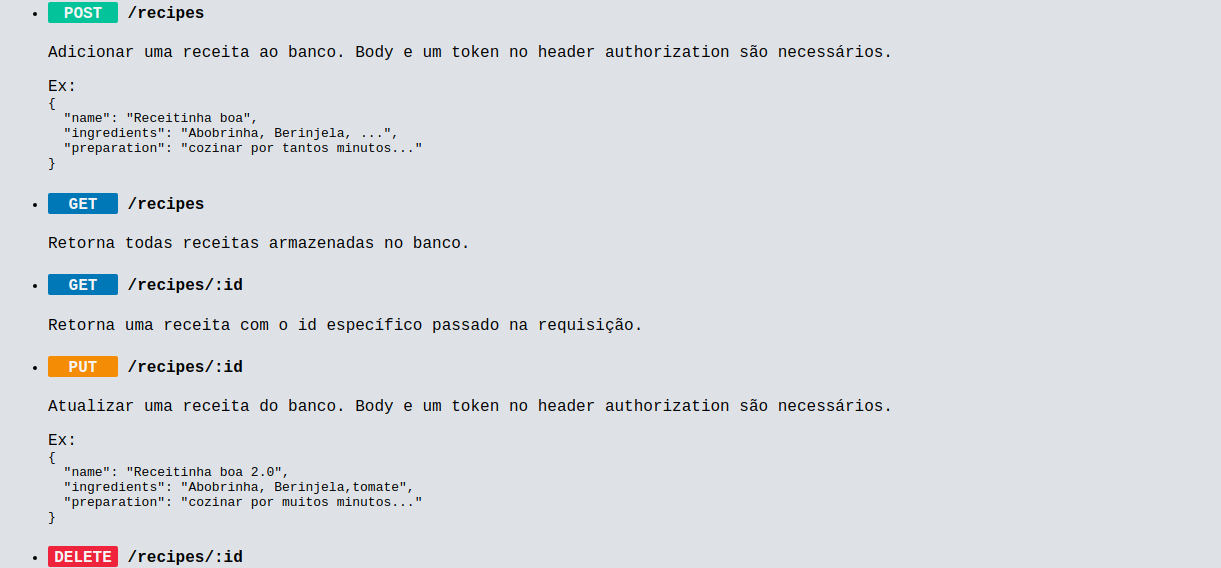 • POST /recipes
Adicionar uma receita ao banco. Body e um token no header authorization são necessários.
Ex:
{
  "name": "Receitinha boa",
  "ingredients": "Abobrinha, Berinjela, ...",
  "preparation": "cozinar por tantos minutos..."
}
• GET /recipes
Retorna todas receitas armazenadas no banco.
• GET /recipes/:id
Retorna uma receita com o id específico passado na requisição.
• PUT /recipes/:id
Atualizar uma receita do banco. Body e um token no header authorization são necessários.
Ex:
{
  "name": "Receitinha boa 2.0",
  "ingredients": "Abobrinha, Berinjela,tomate",
  "preparation": "cozinar por muitos minutos..."
}
• DELETE /recipes/:id